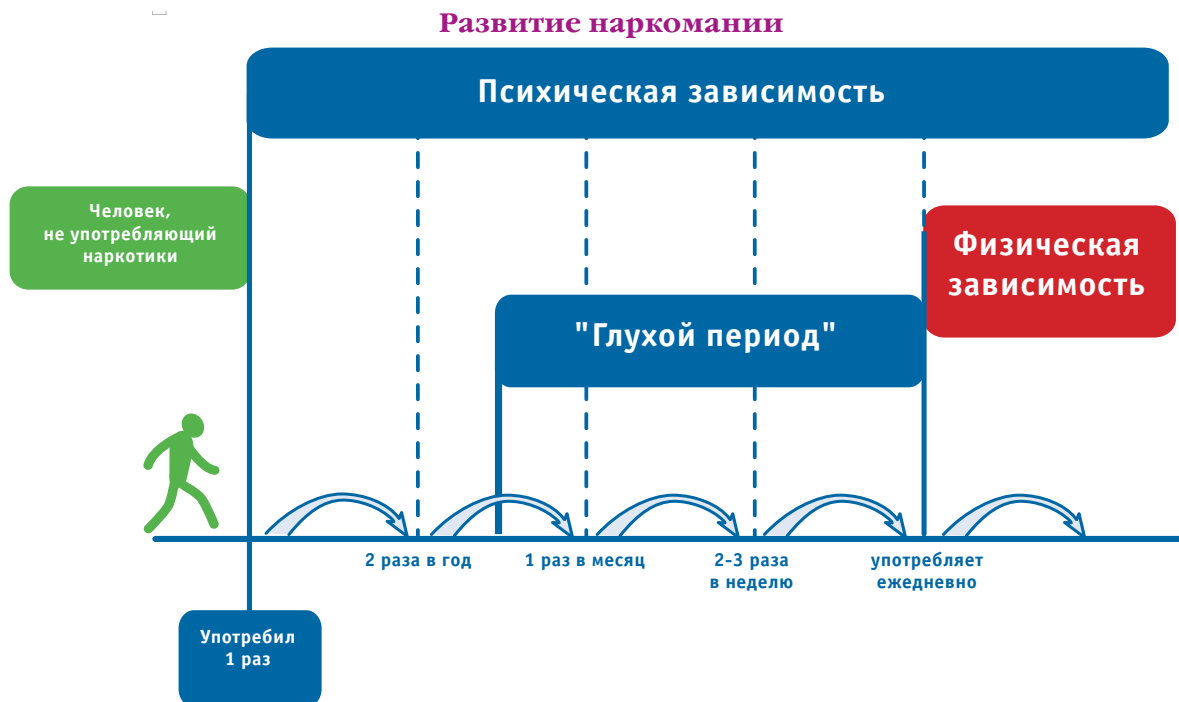 Развитие наркомании
Психическая зависимость
Человек,
не употребляющий
наркотики
Физическая
зависимость
"Глухой период"
2 раза в год
1 раз в месяц
2-3 раза
в неделю
употребляет
ежедневно
Употребил
1 раз